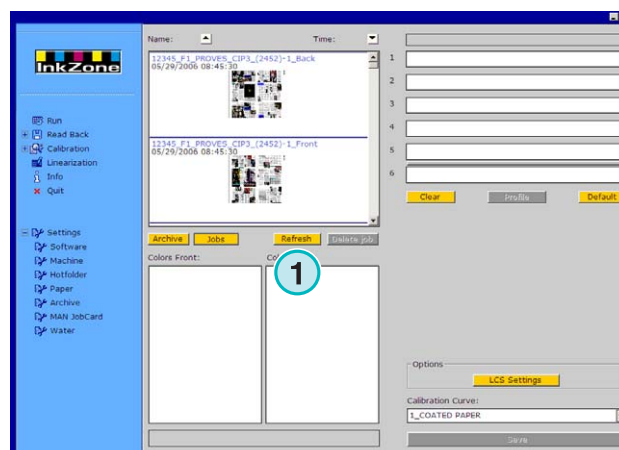 InkZone
Run
Read Back
Calibration
Linearization
Info
Quit
Settings
Software
Machine
Hotfolder
Paper
Archive
MAN JobCard
Water
Name:
Time:
12345_F1_PROVES_CIP3_(2452)-1_Back
05/29/2006 08:45:30
12345_F1_PROVES_CIP3_(2452)-1_Front
05/29/2006 08:45:30
Archive
Jobs
Refresh
Delete job
Colors Front:
1
1
2
3
4
5
6
Clear
Profile
Default
Options
LCS Settings
Calibration Curve:
1_COATED PAPER
Save